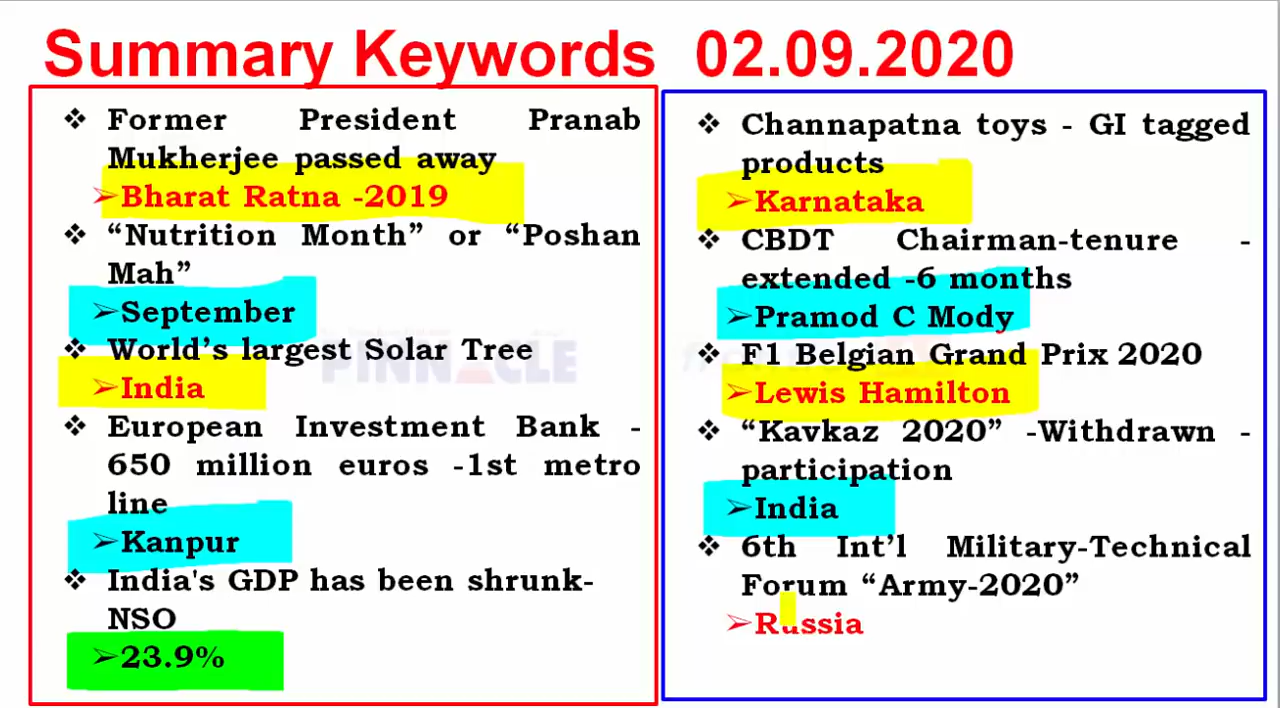 Summary Keywords 02.09.2020
❖ Former President Pranab
Mukherjee passed away
➢Bharat Ratna -2019
❖ “Nutrition Month” or “Poshan
Mah”
➢September
❖ World’s largest Solar Tree
➢India
❖ European Investment Bank -
650 million euros -1st metro
line
➢Kanpur
❖ India's GDP has been shrunk-
NSO
➢23.9%
❖ Channapatna toys - GI tagged
products
➢Karnataka
❖ CBDT Chairman-tenure -
extended -6 months
➢Pramod C Mody
❖ F1 Belgian Grand Prix 2020
➢Lewis Hamilton
❖ “Kavkaz 2020” -Withdrawn -
participation
➢India
❖ 6th Int’l Military-Technical
Forum “Army-2020”
➢Russia
PINNACLE